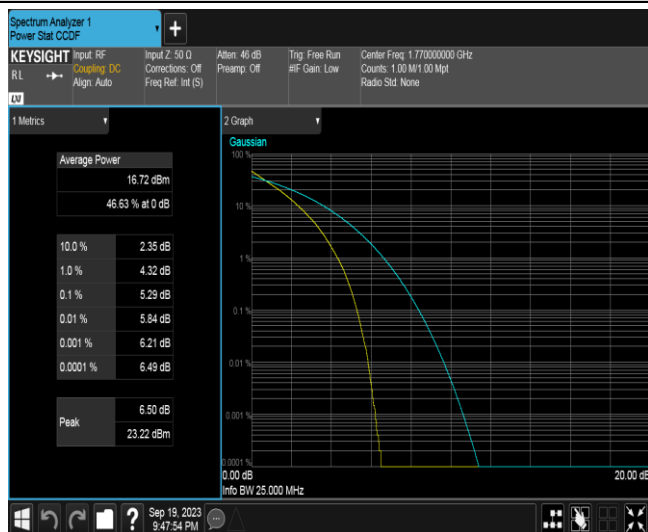 Spectrum Analyzer 1
Power Stat CCDF
+
KEYSIGHT
RL
LXI
Input: RF
Coupling: DC
Align: Auto
Input Z: 50 Ω
Corrections: Off
Freq Ref: Int (S)
Atten: 46 dB
Preamp: Off
Trig: Free Run
#IF Gain: Low
Center Freq: 1.770000000 GHz
Counts: 1.00 M/1.00 Mpt
Radio Std: None
1 Metrics
Average Power
16.72 dBm
46.63 % at 0 dB
10.0 % 2.35 dB
1.0 % 4.32 dB
0.1 % 5.29 dB
0.01 % 5.84 dB
0.001 % 6.21 dB
0.0001 % 6.49 dB
Peak 6.50 dB
23.22 dBm
2 Graph
Gaussian
100 %
10 %
1 %
0.1 %
0.01 %
0.001 %
0.0001 %
0.00 dB 20.00 dB
Info BW 25.000 MHz
?
Sep 19, 2023
9:47:54 PM